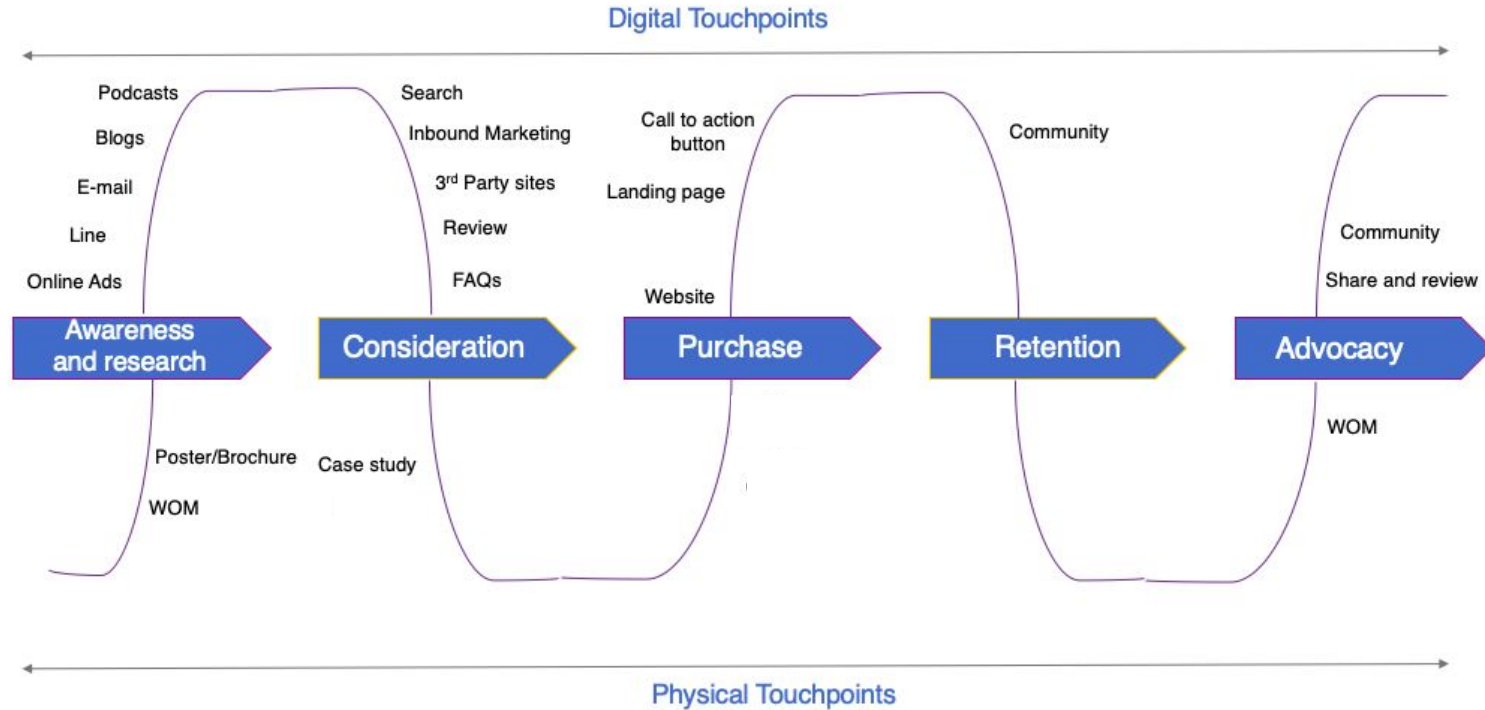 Digital Touchpoints
Podcasts
Blogs
E-mail
Line
Online Ads
Search
Inbound Marketing
3rd Party sites
Review
FAQs
Call to action
button
Landing page
Website
Community
Community
Share and review
Awareness
and research
Consideration
Purchase
Retention
Advocacy
Poster/Brochure
WOM
Case study
WOM
Physical Touchpoints